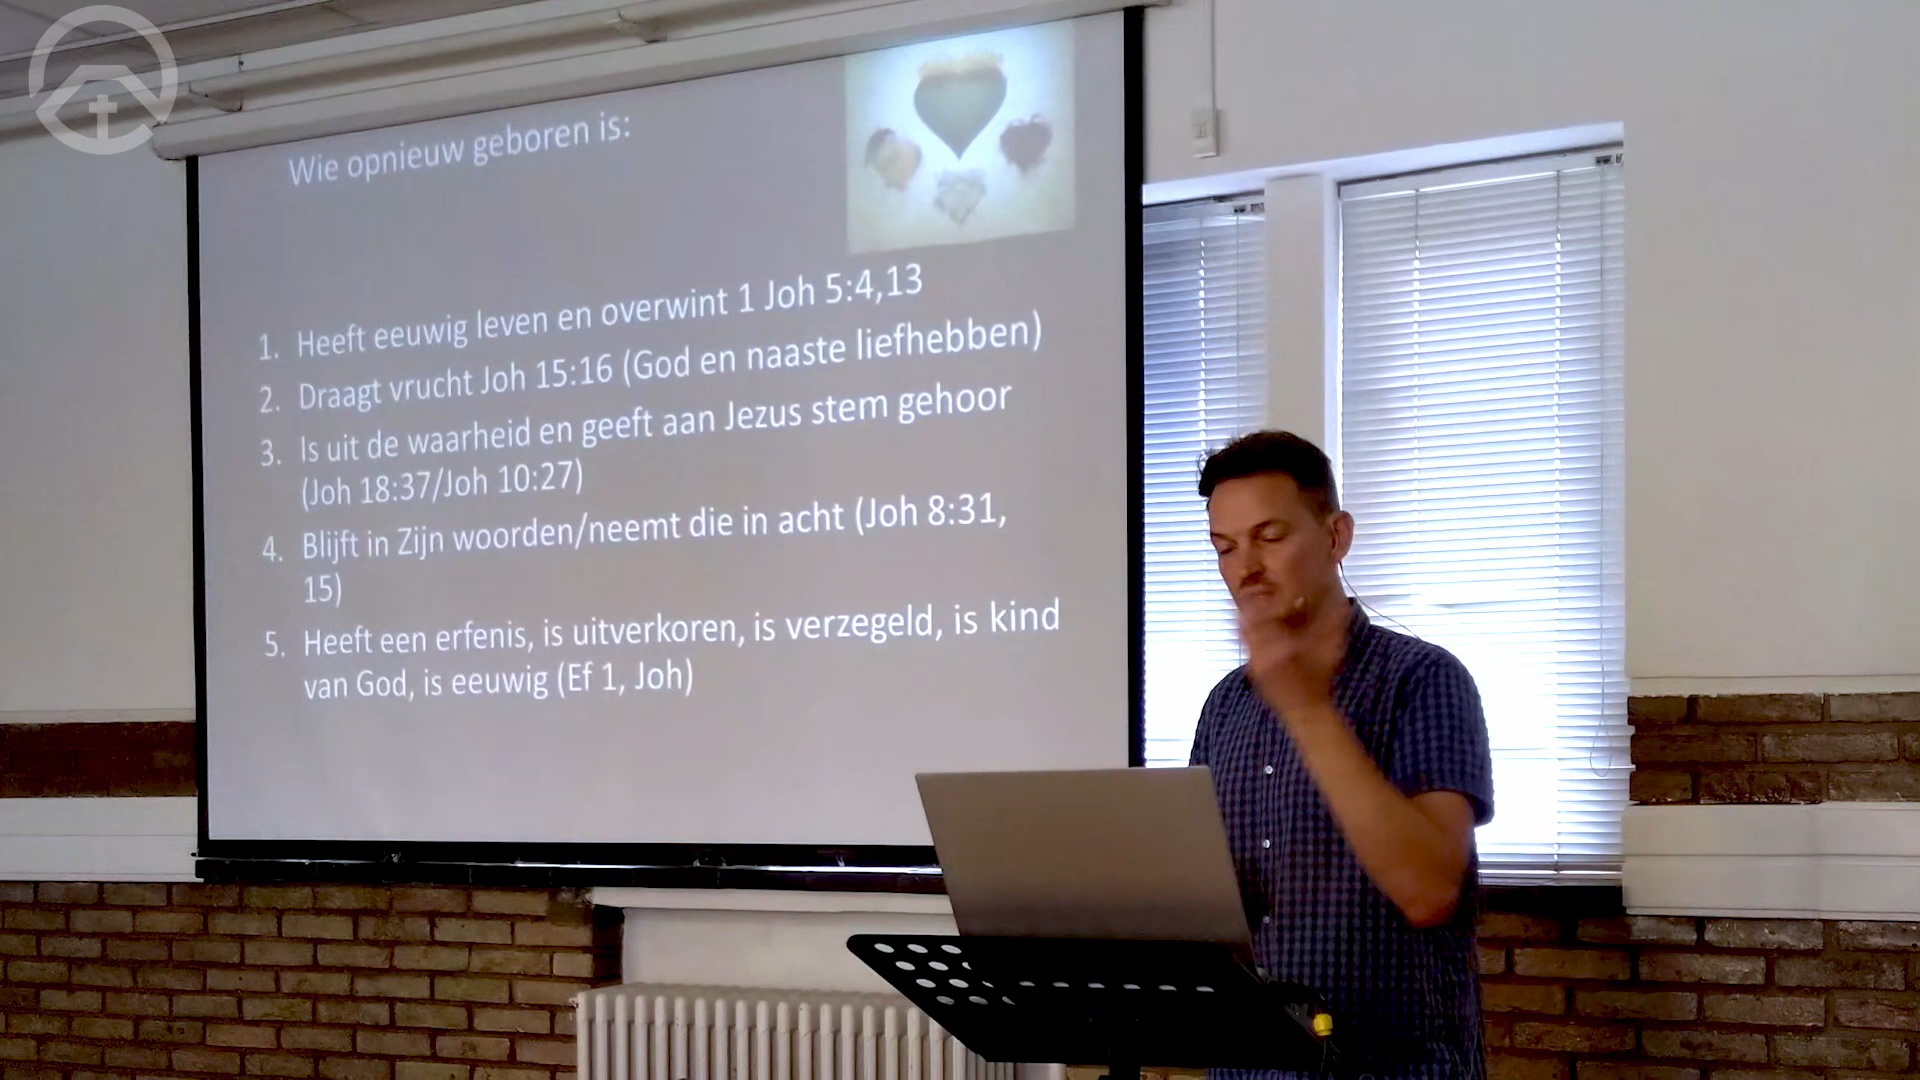 Wie opnieuw geboren is:
1. Heeft eeuwig leven en overwint 1 Joh 5:4,13
2. Draagt vrucht Joh 15:16 (God en naaste liefhebben)
3. Is uit de waarheid en geeft aan Jezus stem gehoor
(Joh 18:37/Joh 10:27)
4. Blijft in Zijn woorden/neemt die in acht (Joh 8:31,
15)
5. Heeft een erfenis, is uitverkoren, is verzegeld, is kind
van God, is eeuwig (Ef 1, Joh)